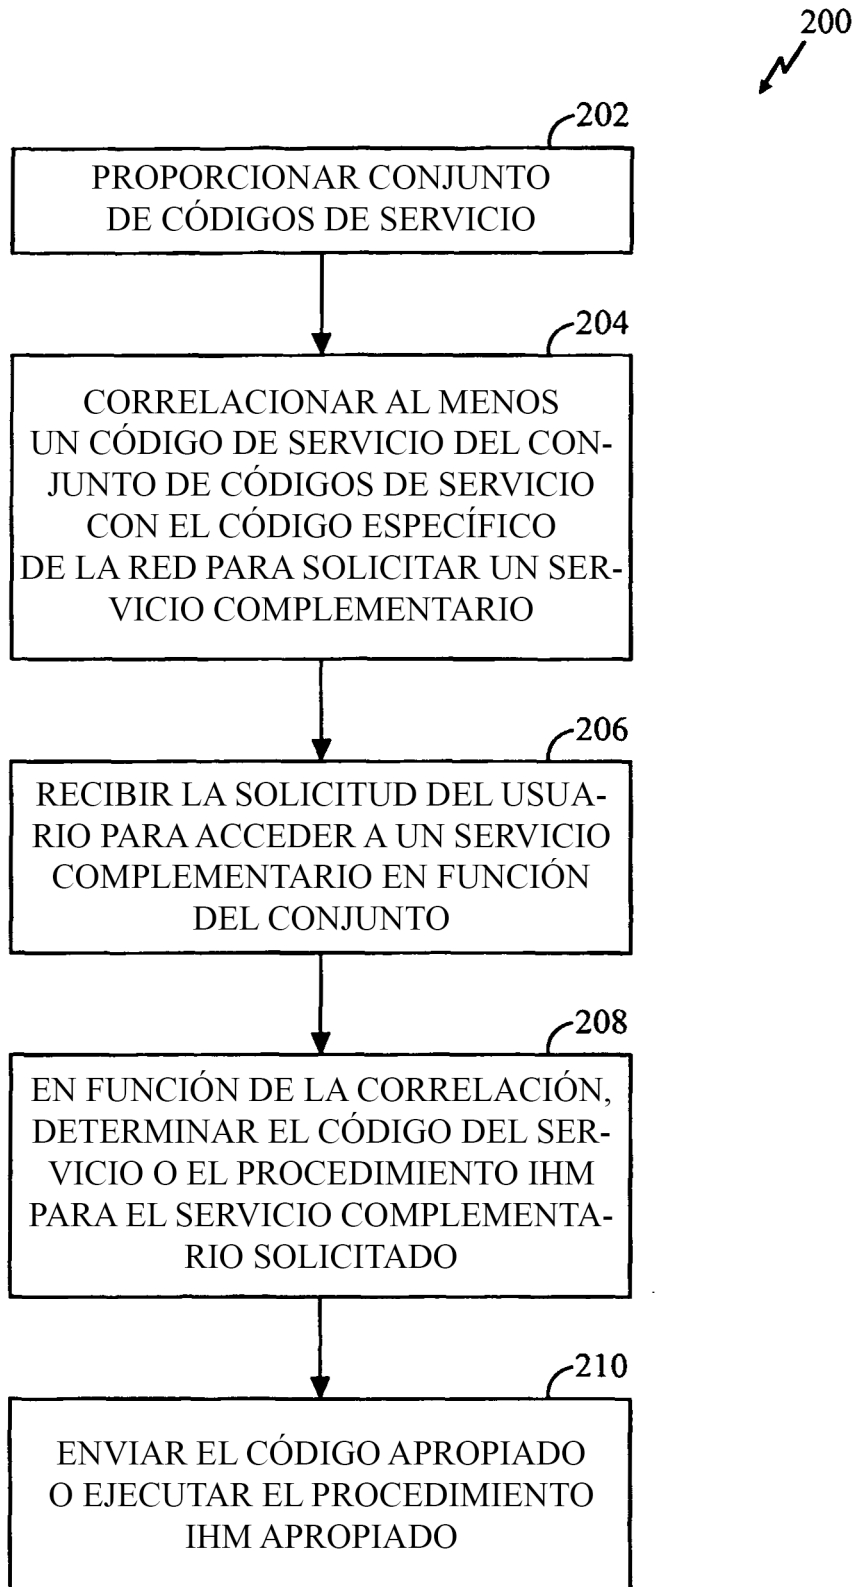 200
202
PROPORCIONAR CONJUNTO
DE CÓDIGOS DE SERVICIO
204
CORRELACIONAR AL MENOS
UN CÓDIGO DE SERVICIO DEL CON-
JUNTO DE CÓDIGOS DE SERVICIO
CON EL CÓDIGO ESPECÍFICO
DE LA RED PARA SOLICITAR UN SER-
VICIO COMPLEMENTARIO
206
RECIBIR LA SOLICITUD DEL USUA-
RIO PARA ACCEDER A UN SERVICIO
COMPLEMENTARIO EN FUNCIÓN
DEL CONJUNTO
208
EN FUNCIÓN DE LA CORRELACIÓN,
DETERMINAR EL CÓDIGO DEL SER-
VICIO O EL PROCEDIMIENTO IHM
PARA EL SERVICIO COMPLEMENTA-
RIO SOLICITADO
210
ENVIAR EL CÓDIGO APROPIADO
O EJECUTAR EL PROCEDIMIENTO
IHM APROPIADO